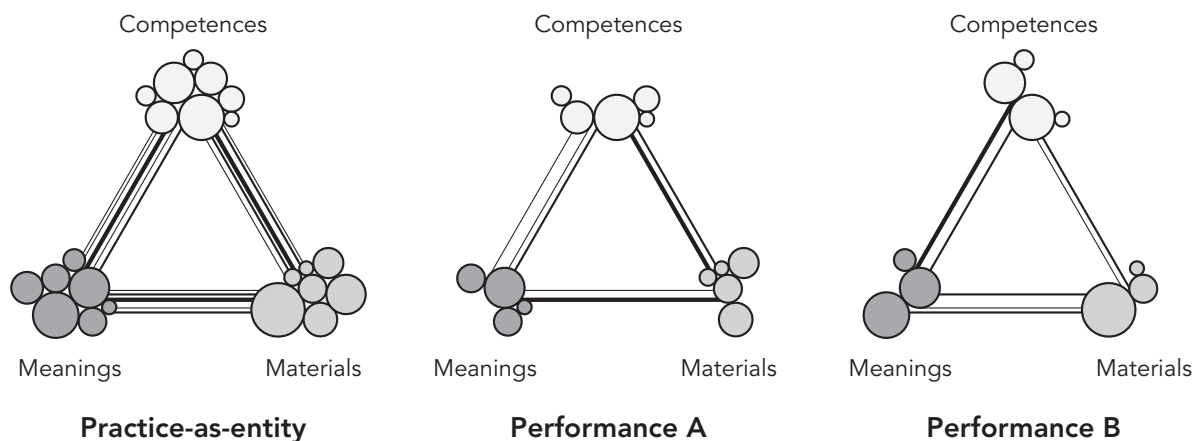 Competences
Meanings
Materials
Practice-as-entity
Competences
Meanings
Materials
Performance A
Competences
Meanings
Materials
Performance B